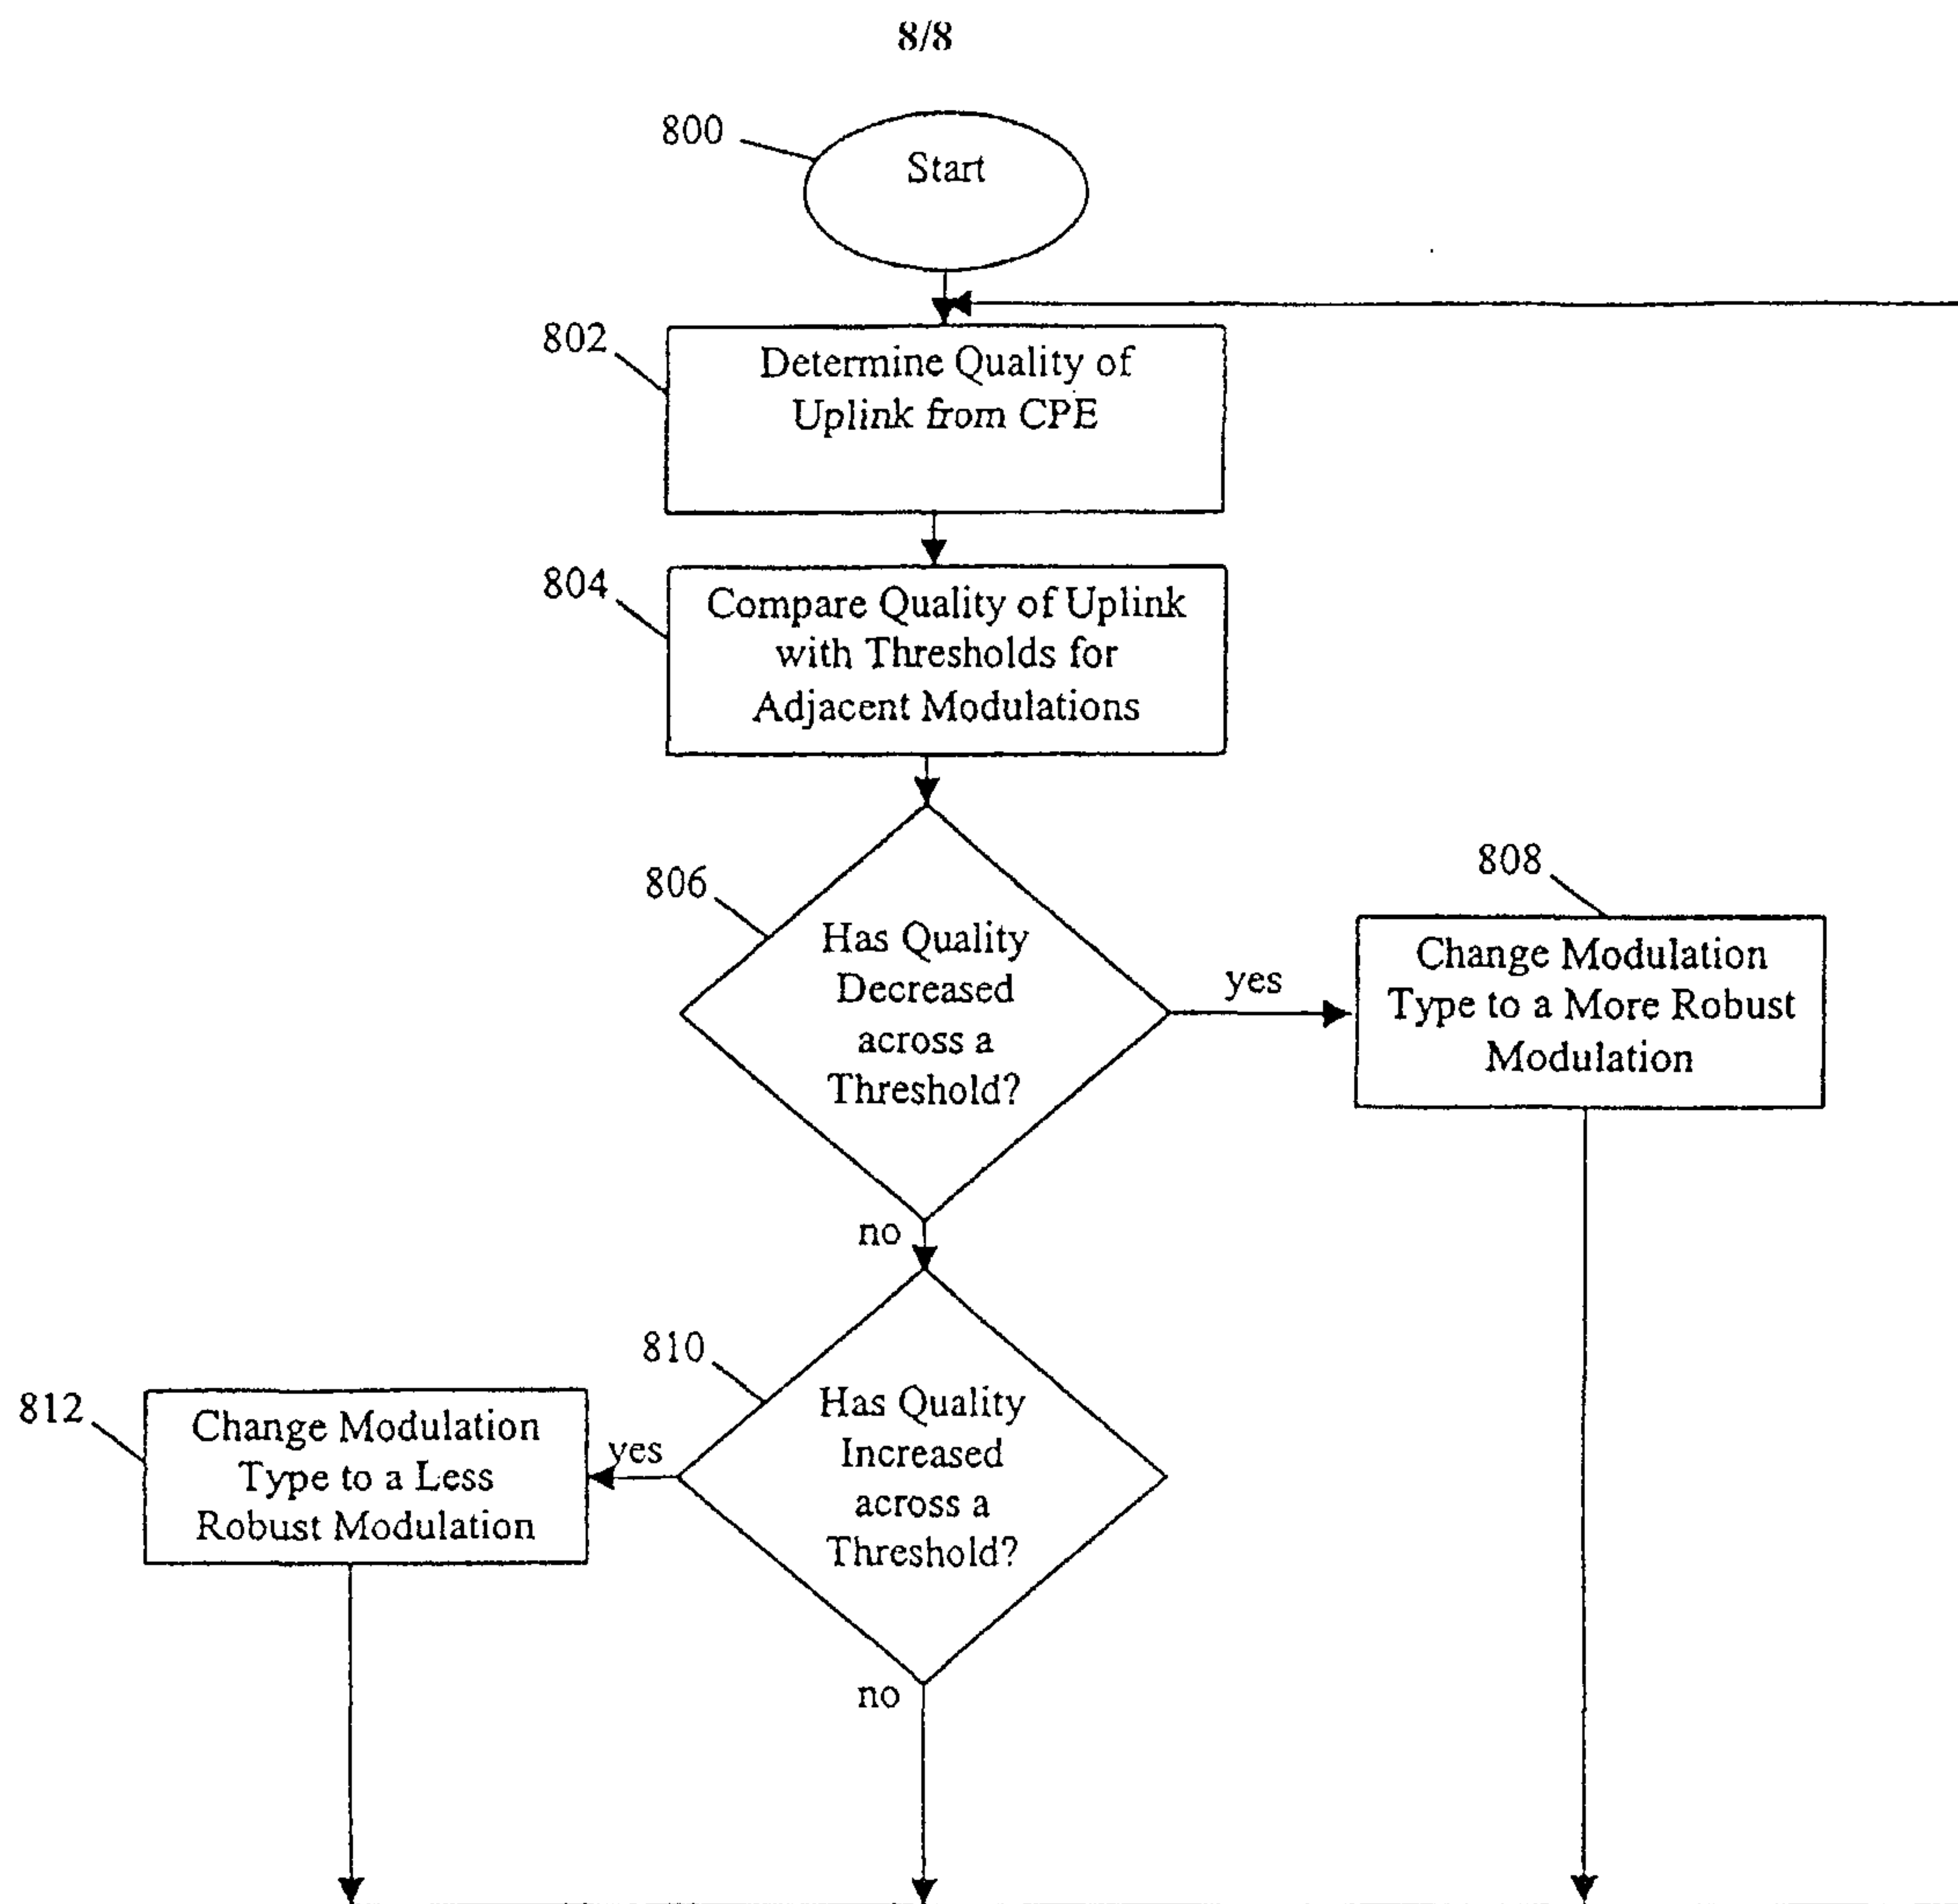 8/8
800
Start
802
Determine Quality of
Uplink from CPE
804
Compare Quality of Uplink
with Thresholds for
Adjacent Modulations
806
Has Quality
Decreased
across a
Threshold?
yes
808
Change Modulation
Type to a More Robust
Modulation
no
810
Has Quality
Increased
across a
Threshold?
yes
812
Change Modulation
Type to a Less
Robust Modulation
no